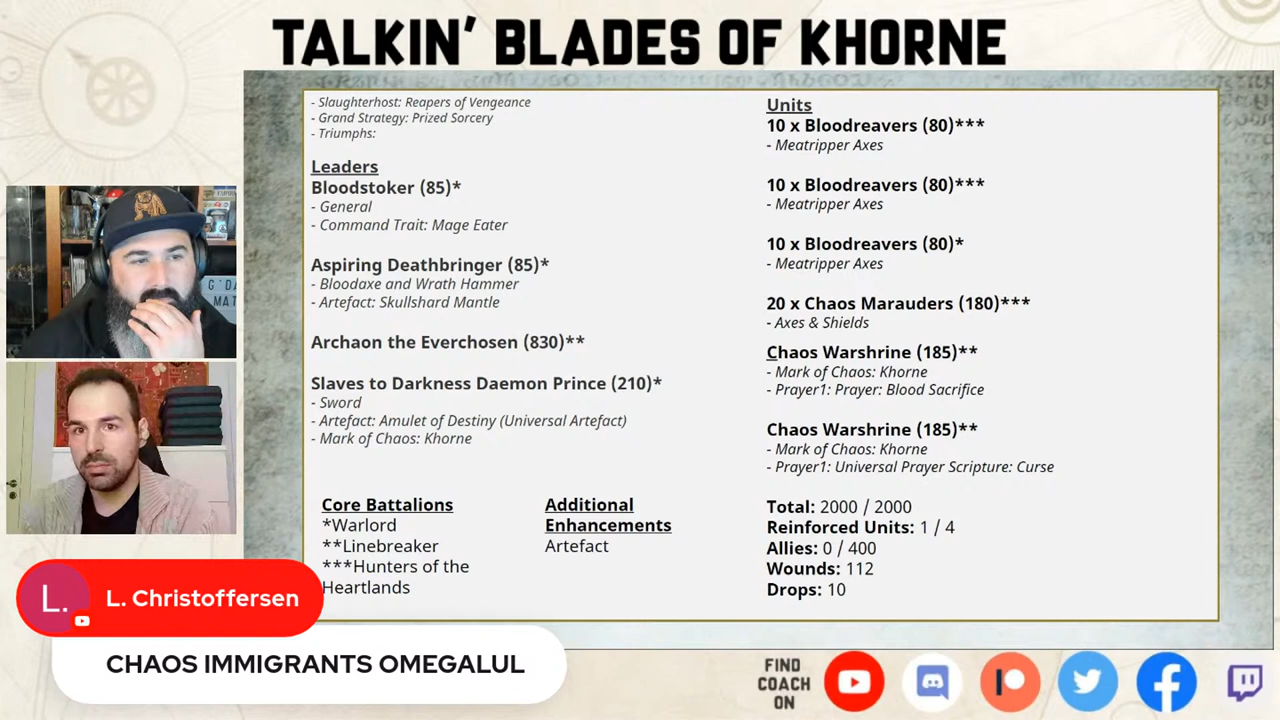 TALKIN' BLADES OF KHORNE
- Slaughterhost: Reapers of Vengeance
- Grand Strategy: Prized Sorcery
- Triumphs:
Leaders
Bloodstoker (85)*
- General
- Command Trait: Mage Eater
Aspiring Deathbringer (85)*
- Bloodaxe and Wrath Hammer
- Artefact: Skullshard Mantle
Archaon the Everchosen (830)**
Slaves to Darkness Daemon Prince (210)*
- Sword
- Artefact: Amulet of Destiny (Universal Artefact)
- Mark of Chaos: Khorne
Core Battalions
*Warlord
**Linebreaker
***Hunters of the
Heartlands
Additional
Enhancements
Artefact
Units
10 x Bloodreavers (80)***
- Meatripper Axes
10 x Bloodreavers (80)***
- Meatripper Axes
10 x Bloodreavers (80)*
- Meatripper Axes
20 x Chaos Marauders (180)***
- Axes & Shields
Chaos Warshrine (185)**
- Mark of Chaos: Khorne
- Prayer1: Prayer: Blood Sacrifice
Chaos Warshrine (185)**
- Mark of Chaos: Khorne
- Prayer1: Universal Prayer Scripture: Curse
Total: 2000 / 2000
Reinforced Units: 1 / 4
Allies: 0 / 400
Wounds: 112
Drops: 10
G'DA
MAT
L.
L. Christoffersen
CHAOS IMMIGRANTS OMEGALUL
FIND
COACH
ON